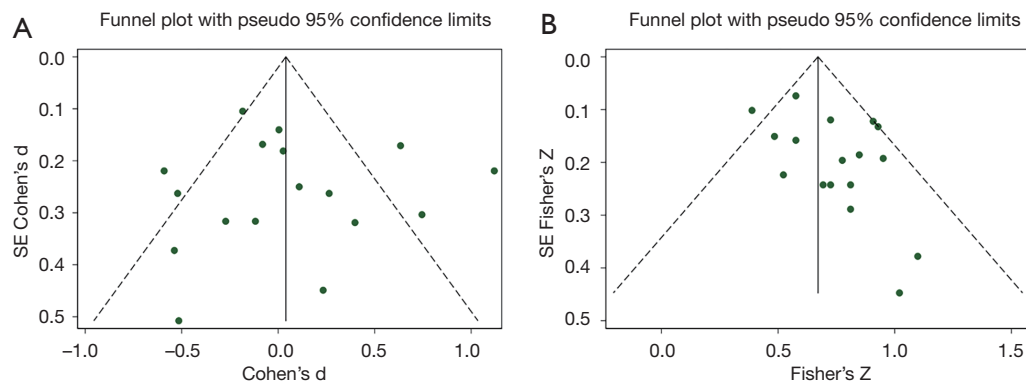 A
Funnel plot with pseudo 95% confidence limits
SE Cohen's d
0.0
0.1
0.2
0.3
0.4
0.5
−1.0 −0.5 0.0 0.5 1.0
Cohen's d
B
Funnel plot with pseudo 95% confidence limits
SE Fisher's Z
0.0
0.1
0.2
0.3
0.4
0.5
0.0 0.5 1.0 1.5
Fisher's Z